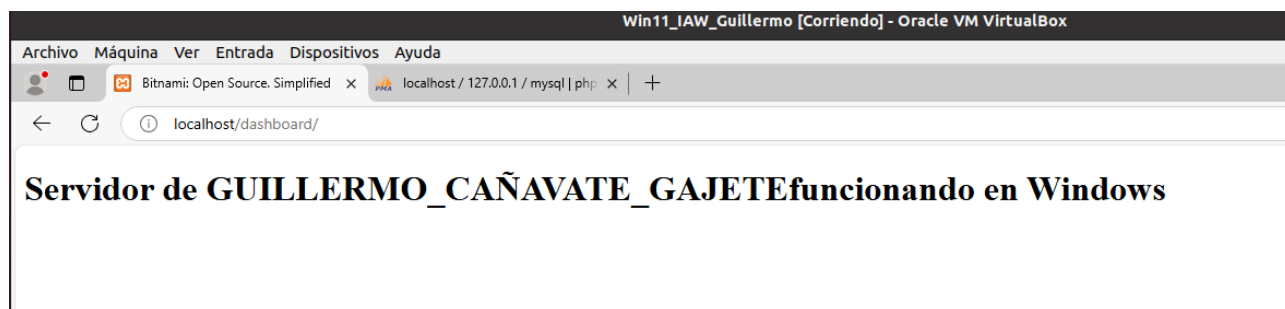 Win11_IAW_Guillermo [Corriendo] - Oracle VM VirtualBox
Archivo Máquina Ver Entrada Dispositivos Ayuda
Bitnami: Open Source. Simplified localhost / 127.0.0.1 / mysql | php
localhost/dashboard/
Servidor de GUILLERMO_CAÑAVATE_GAJETEfuncionando en Windows